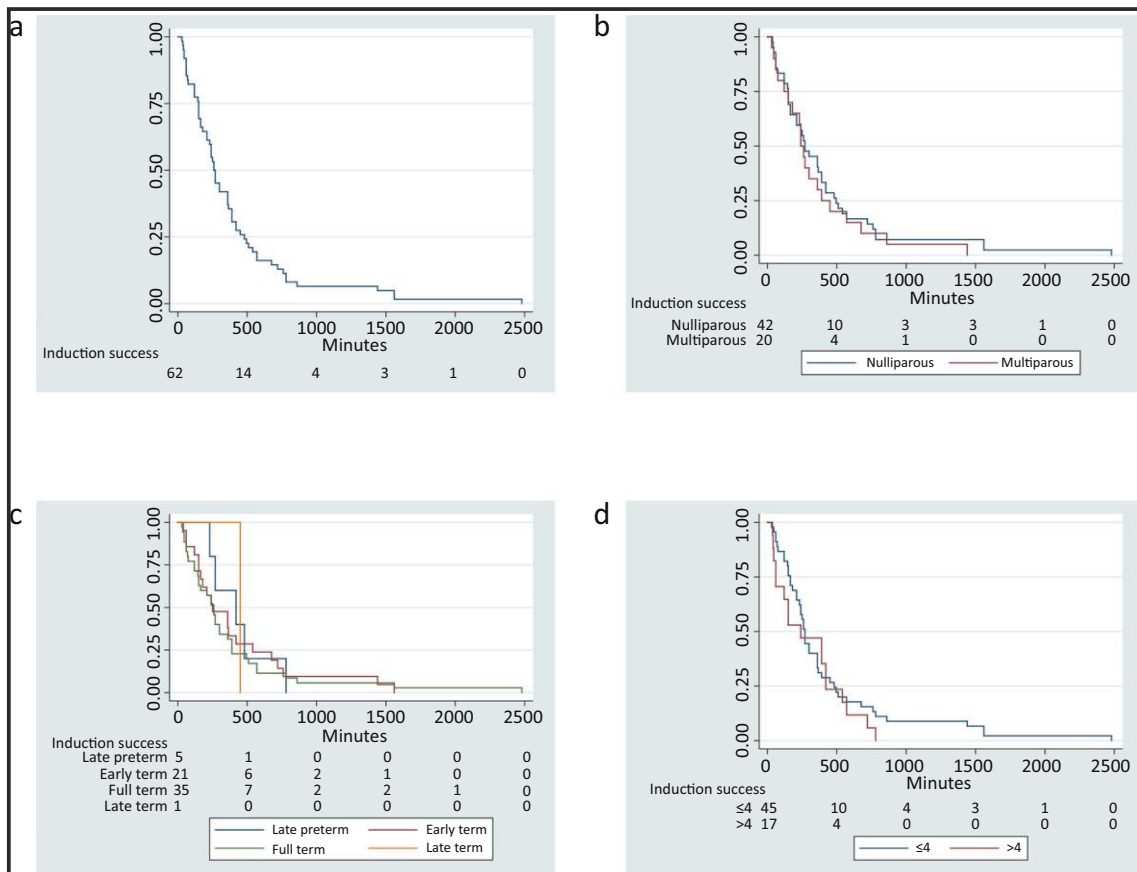 a
1.00
0.75
0.50
0.25
0.00
0 500 1000 1500 2000 2500
Minutes
Induction success
62 14 4 3 1 0
b
1.00
0.75
0.50
0.25
0.00
0 500 1000 1500 2000 2500
Minutes
Induction success
Nulliparous 42 10 3 3 1 0
Multiparous 20 4 1 0 0 0
Nulliparous Multiparous
c
1.00
0.75
0.50
0.25
0.00
0 500 1000 1500 2000 2500
Minutes
Induction success
Late preterm 5 1 0 0 0 0
Early term 21 6 2 1 0 0
Full term 35 7 2 2 1 0
Late term 1 0 0 0 0 0
Late preterm Early term
Full term Late term
d
1.00
0.75
0.50
0.25
0.00
0 500 1000 1500 2000 2500
Minutes
Induction success
≤4 45 10 4 3 1 0
>4 17 4 0 0 0 0
≤4 >4